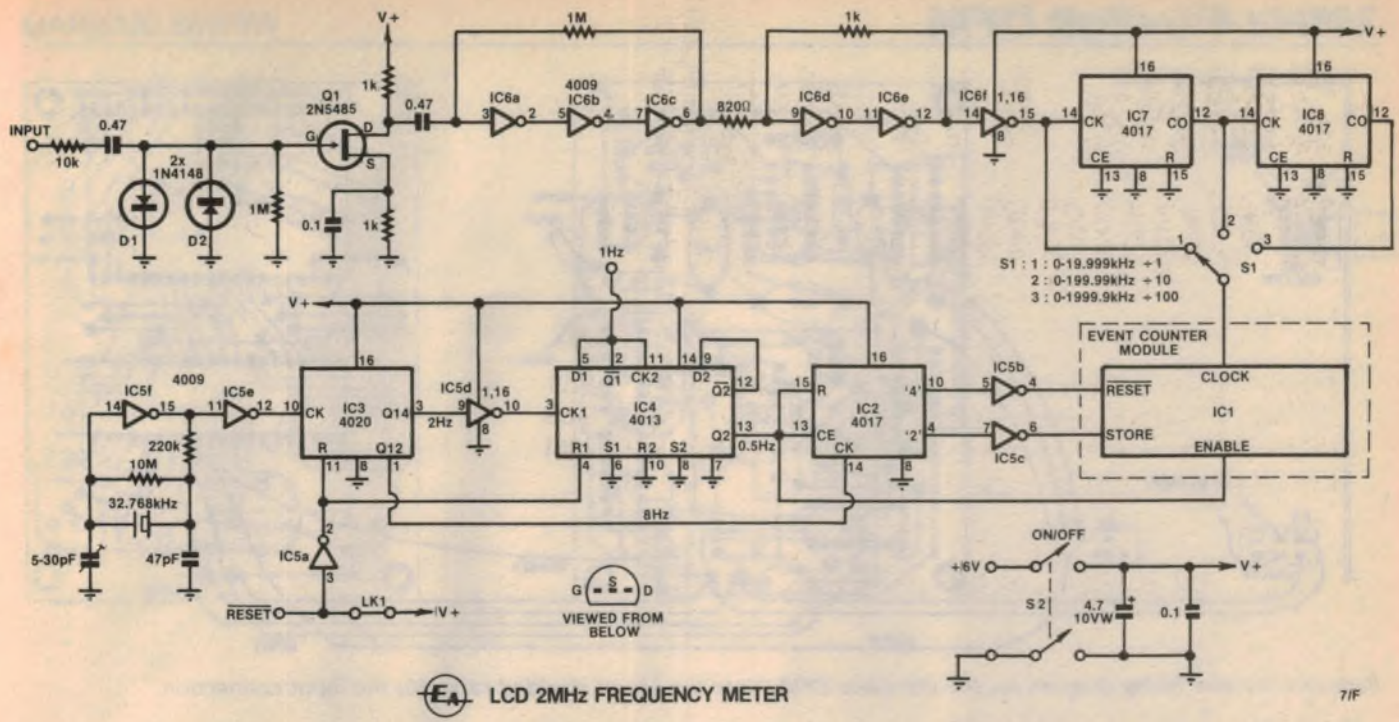 V+
1M
1k
V+
1k
4009
IC6a
IC6b
IC6c
820Ω
IC6d
IC6e
IC6f
1,16
16
16
Q1
2N5485
0.47
3
2
5
4
7
6
9
10
11
12
14
15
8
14
CK
IC7
4017
CO
12
14
CK
IC8
4017
CO
12
CE
R
13
8
15
CE
R
13
8
15
INPUT
10k
0.47
G
D
S
2x
1N4148
D1
D2
1M
0.1
1k
1
2
3
S1
S1 : 1 : 0-19.999kHz ÷1
2 : 0-199.99kHz ÷10
3 : 0-1999.9kHz ÷100
1Hz
V+
EVENT COUNTER
MODULE
CLOCK
RESET
IC1
STORE
ENABLE
4009
IC5f
14
15
IC5e
11
12
10
16
CK
IC3
4020
Q14
R
Q12
11
8
1
3
2Hz
IC5d
9
1,16
8
10
3
5
2
11
14
9
D1
Q1
CK2
D2
CK1
IC4
4013
Q2
12
Q2
13
R1
S1
R2
S2
4
6
10
8
7
0.5Hz
16
15
R
IC2
4017
'4'
10
13
CE
'2'
4
CK
14
8
IC5b
5
4
7
6
IC5c
220k
10M
32.768kHz
5-30pF
47pF
8Hz
2
IC5a
3
RESET
LK1
V+
G
S
D
VIEWED FROM
BELOW
ON/OFF
+6V
V+
S2
4.7
10VW
+
0.1
EA LCD 2MHz FREQUENCY METER
7/F